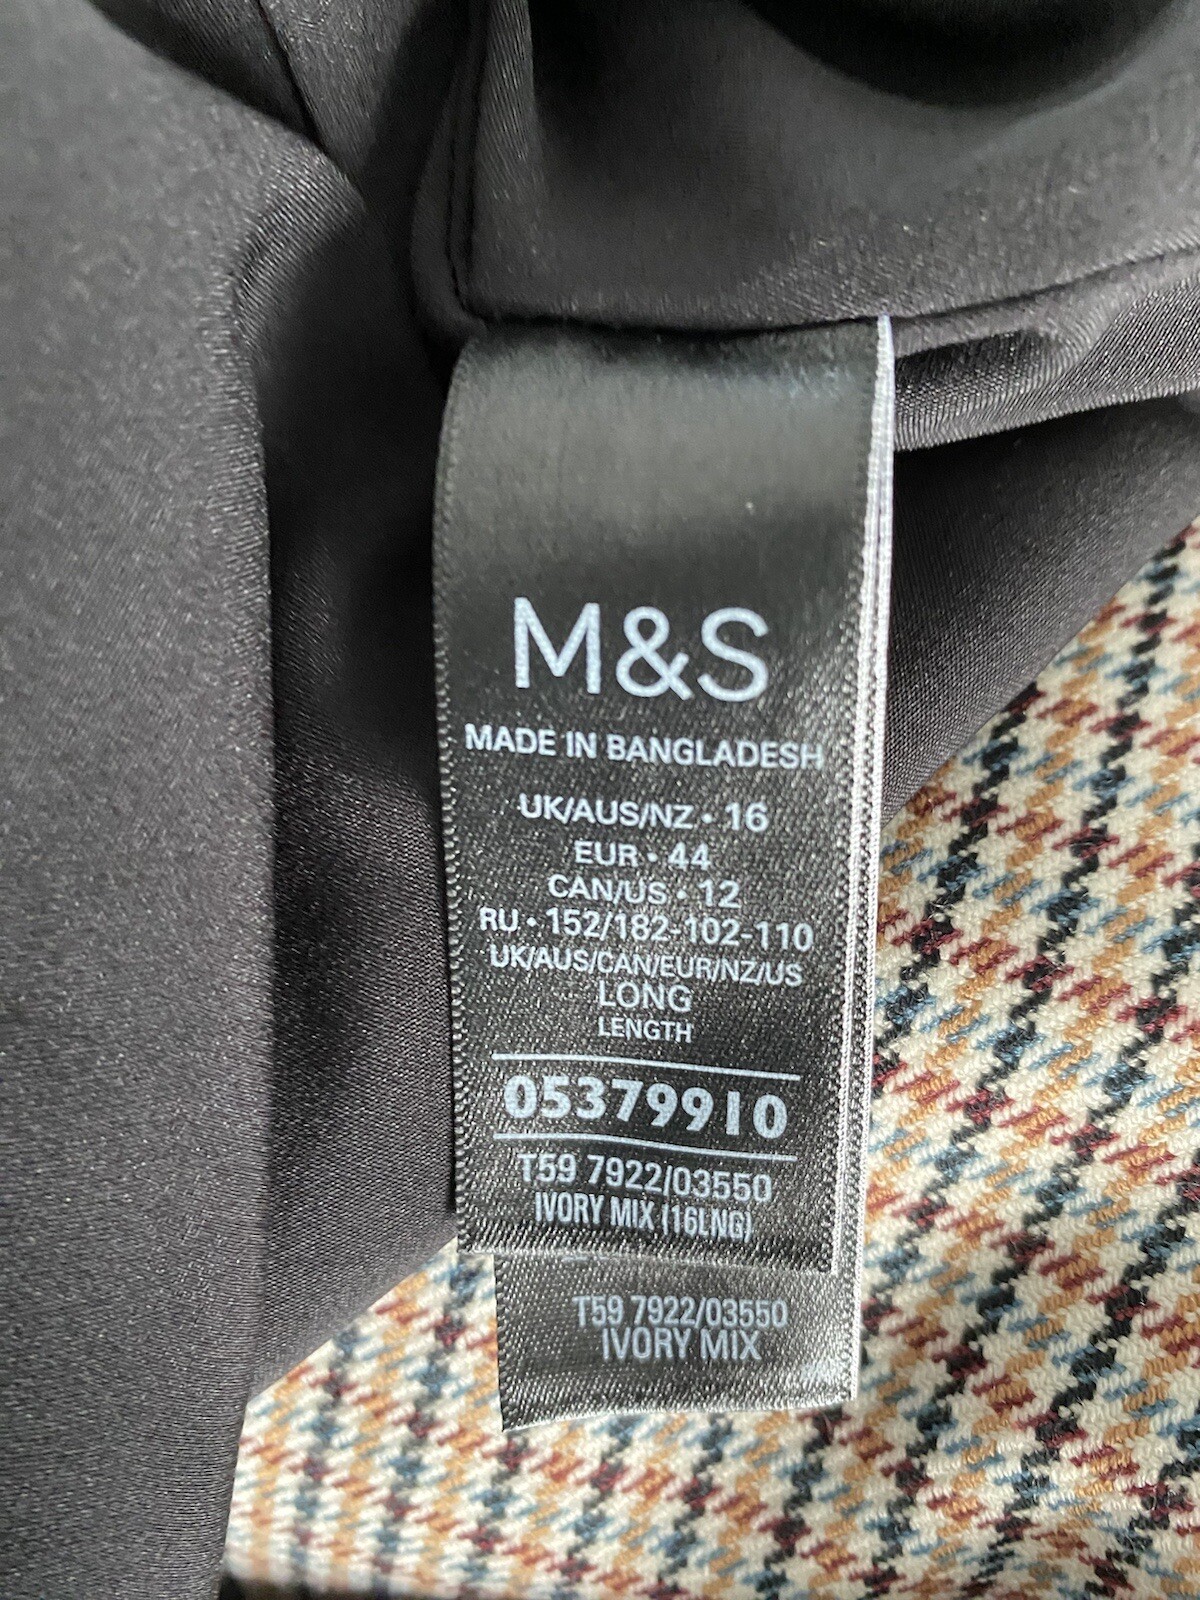 M&S
MADE IN BANGLADESH
UK/AUS/NZ • 16
EUR • 44
CAN/US • 12
RU • 152/182-102-110
UK/AUS/CAN/EUR/NZ/US
LONG
LENGTH
05379910
T59 7922/03550
IVORY MIX (16LNG)
T59 7922/03550
IVORY MIX